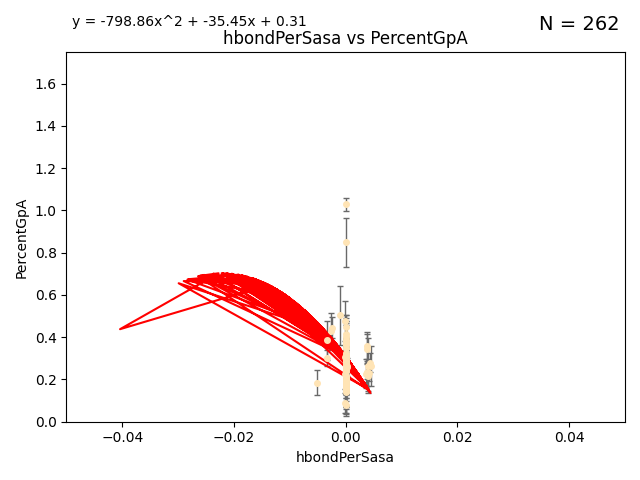 y = -798.86x^2 + -35.45x + 0.31
N = 262
hbondPerSasa vs PercentGpA
PercentGpA
1.6
1.4
1.2
1.0
0.8
0.6
0.4
0.2
0.0
−0.04
−0.02
0.00
0.02
0.04
hbondPerSasa